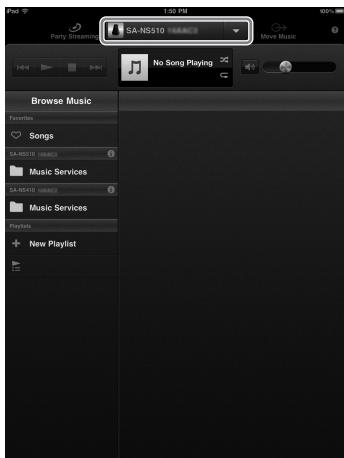 iPad
1:50 PM
100%
Party Streaming
SA-NS510
Move Music
No Song Playing
Browse Music
Favorites
Songs
SA-NS510
Music Services
SA-NS410
Music Services
Playlists
New Playlist